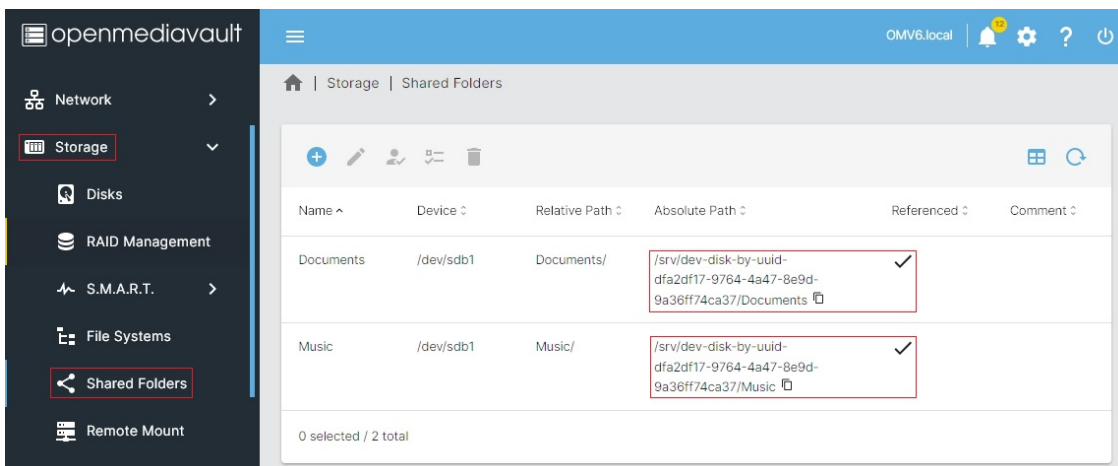 openmediavault
OMV6.local
12
?
Network
Storage
Disks
RAID Management
S.M.A.R.T.
File Systems
Shared Folders
Remote Mount
| Storage | Shared Folders
Name Device Relative Path Absolute Path Referenced Comment
Documents /dev/sdb1 Documents/ /srv/dev-disk-by-uuid-
dfa2df17-9764-4a47-8e9d-
9a36ff74ca37/Documents
Music /dev/sdb1 Music/ /srv/dev-disk-by-uuid-
dfa2df17-9764-4a47-8e9d-
9a36ff74ca37/Music
0 selected / 2 total